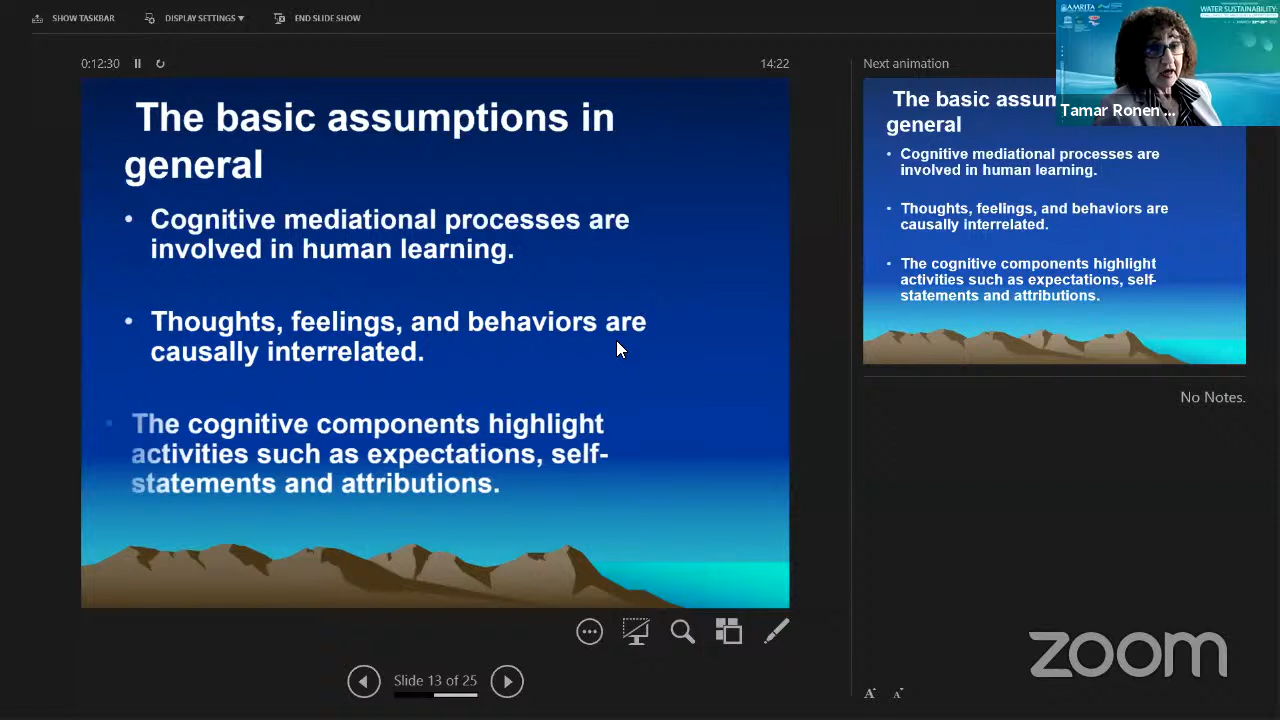 SHOW TASKBAR
DISPLAY SETTINGS ▾
END SLIDE SHOW
0:12:30
14:22
The basic assumptions in
general
• Cognitive mediational processes are
involved in human learning.
• Thoughts, feelings, and behaviors are
causally interrelated.
• The cognitive components highlight
activities such as expectations, self-
statements and attributions.
Slide 13 of 25
Next animation
The basic assum
general
• Cognitive mediational processes are
involved in human learning.
• Thoughts, feelings, and behaviors are
causally interrelated.
• The cognitive components highlight
activities such as expectations, self-
statements and attributions.
AMRITA
WATER SUSTAINABILITY:
Tamar Ronen ...
No Notes.
A A
zoom